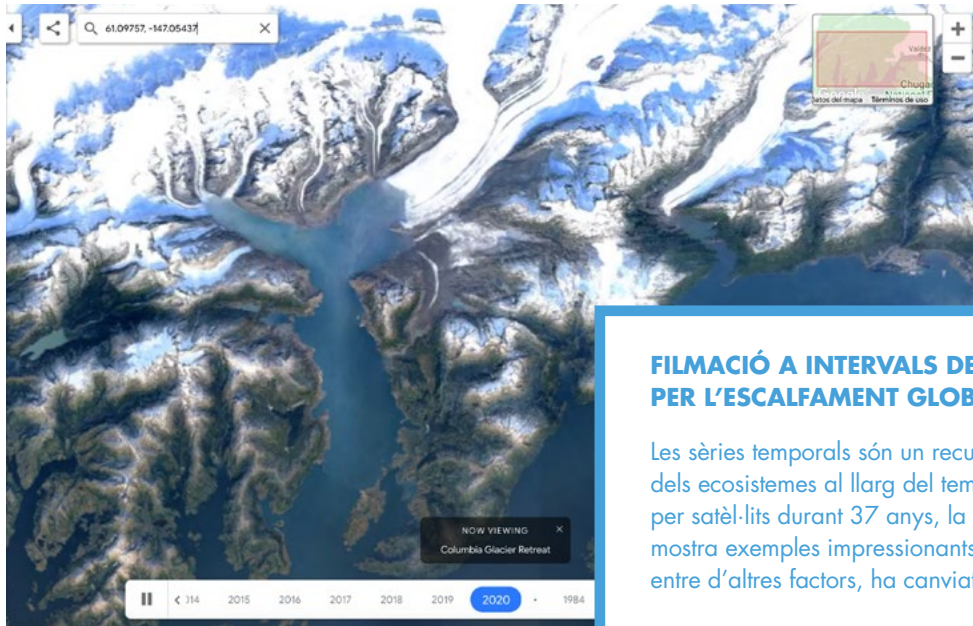 61.09757, -147.05437
Valdez
Chuga
Google
atos del mapa Términos de uso
NOW VIEWING
Columbia Glacier Retreat
014 2015 2016 2017 2018 2019 2020 1984
FILMACIÓ A INTERVALS DE
PER L'ESCALFAMENT GLOB
Les sèries temporals són un recu
dels ecosistemes al llarg del tem
per satèl·lits durant 37 anys, la
mostra exemples impressionants
entre d'altres factors, ha canviat